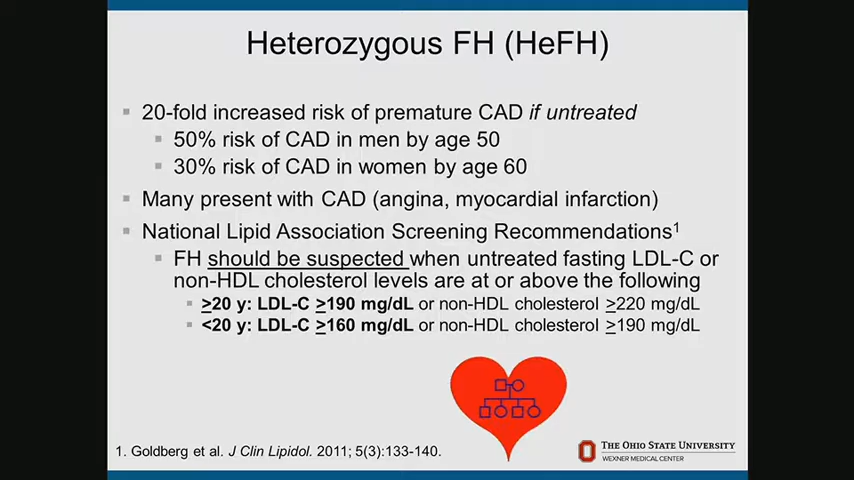 Heterozygous FH (HeFH)
20-fold increased risk of premature CAD if untreated
50% risk of CAD in men by age 50
30% risk of CAD in women by age 60
Many present with CAD (angina, myocardial infarction)
National Lipid Association Screening Recommendations1
FH should be suspected when untreated fasting LDL-C or
non-HDL cholesterol levels are at or above the following
≥20 y: LDL-C ≥190 mg/dL or non-HDL cholesterol ≥220 mg/dL
<20 y: LDL-C ≥160 mg/dL or non-HDL cholesterol ≥190 mg/dL
1. Goldberg et al. J Clin Lipidol. 2011; 5(3):133-140.
THE OHIO STATE UNIVERSITY
WEXNER MEDICAL CENTER